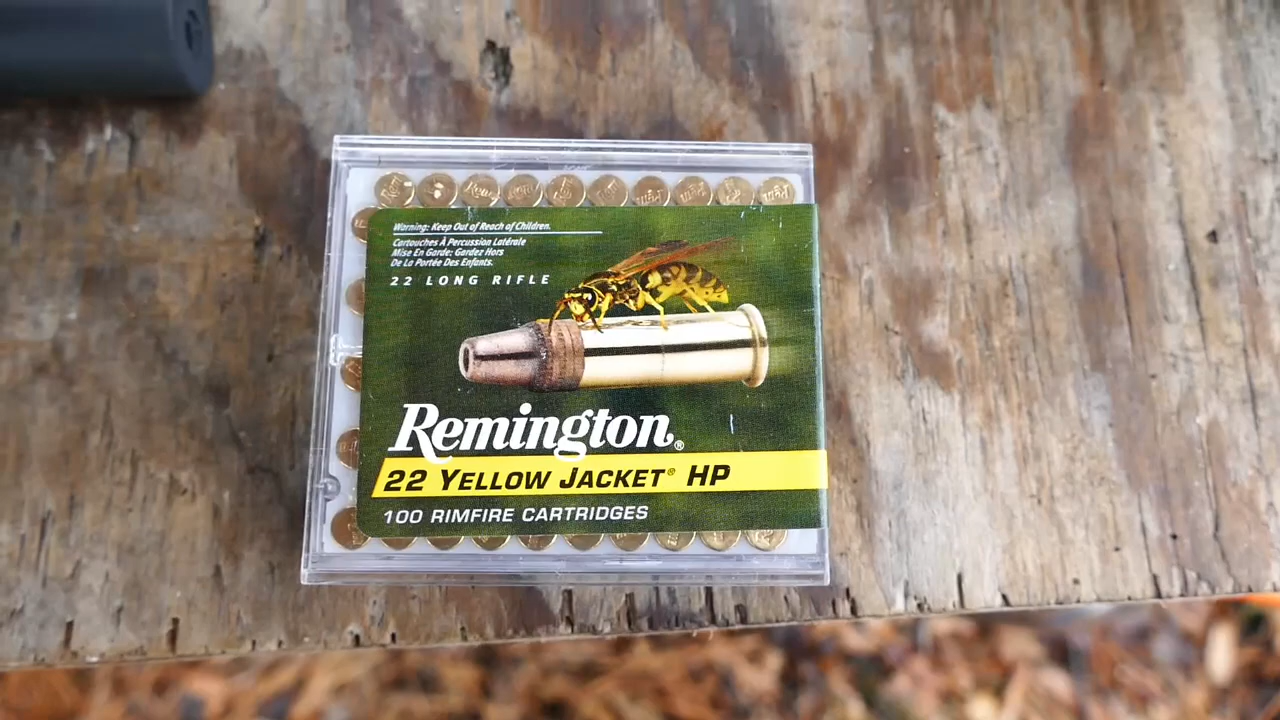 Warning: Keep Out of Reach of Children.
Cartouches À Percussion Latérale
Mise En Garde: Gardez Hors
De La Portée Des Enfants.
22 LONG RIFLE
Remington®
22 YELLOW JACKET® HP
100 RIMFIRE CARTRIDGES